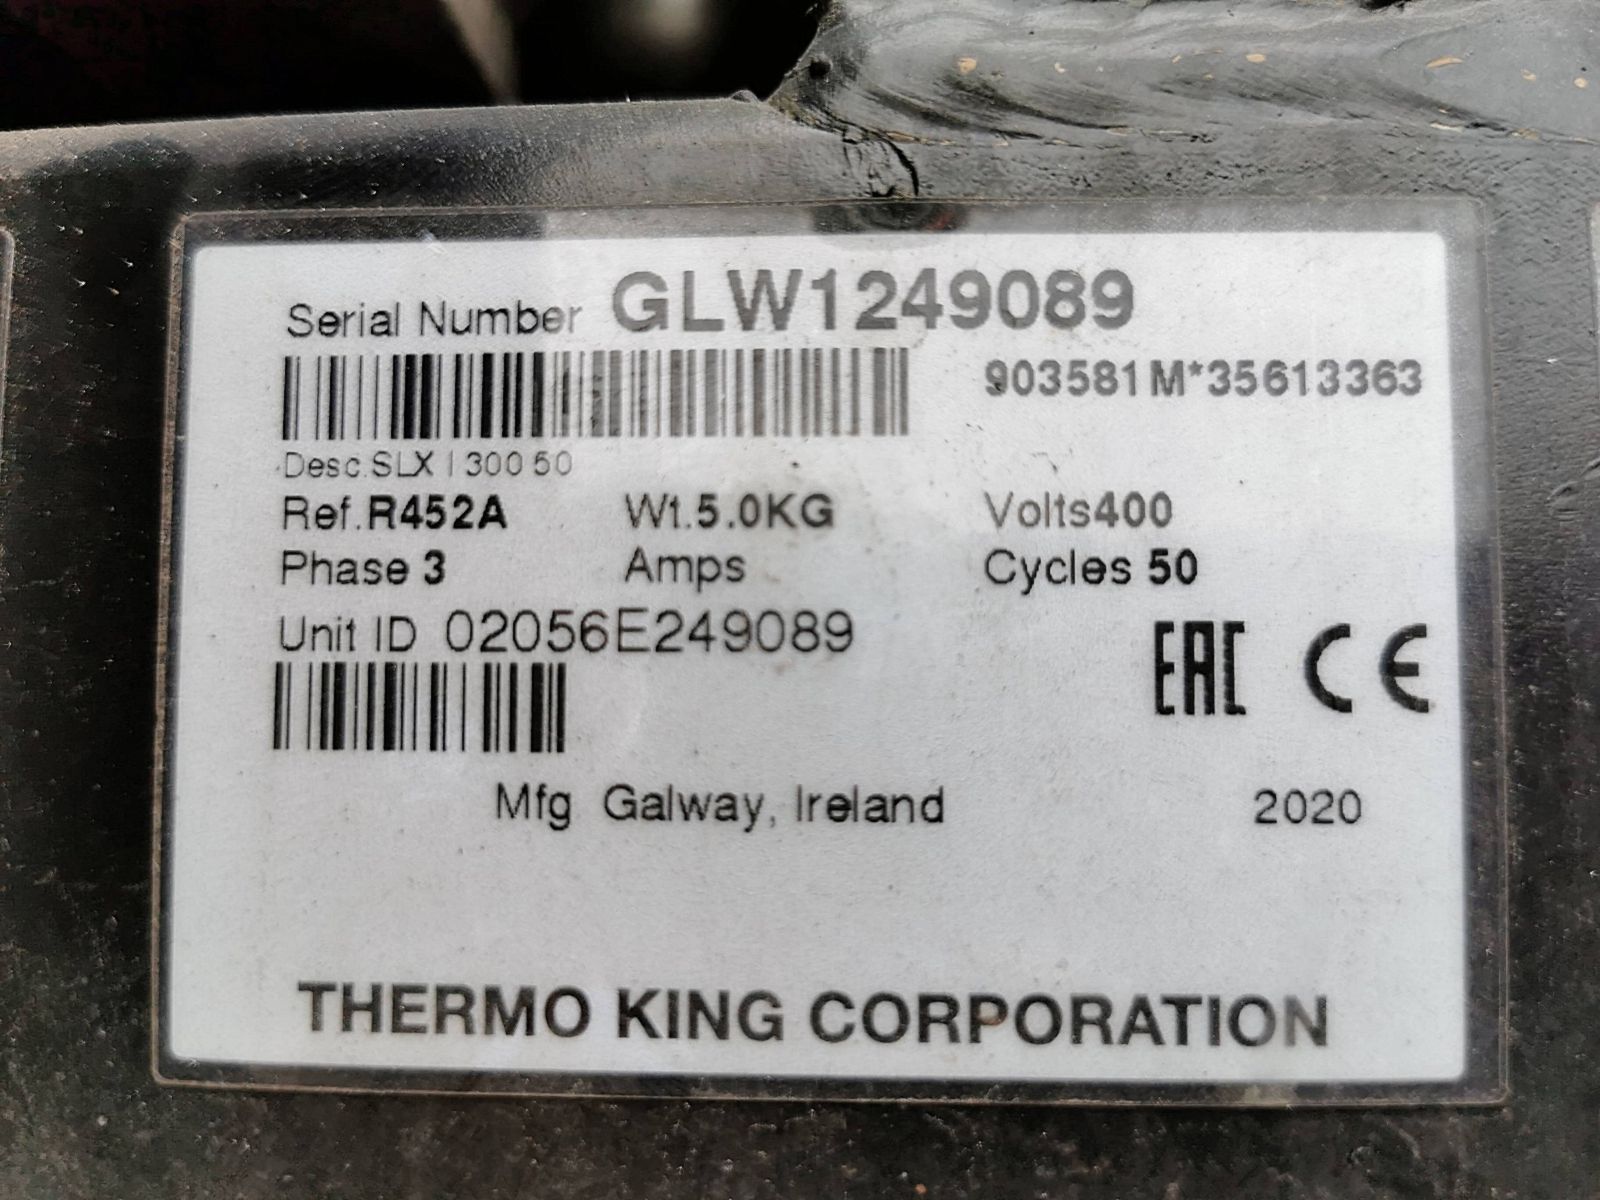 Serial Number GLW1249089
903581M*35613363
Desc.SLX I 300 50
Ref.R452A Wt.5.0KG Volts400
Phase 3 Amps Cycles 50
Unit ID 02056E249089
EAC CE
Mfg Galway, Ireland 2020
THERMO KING CORPORATION